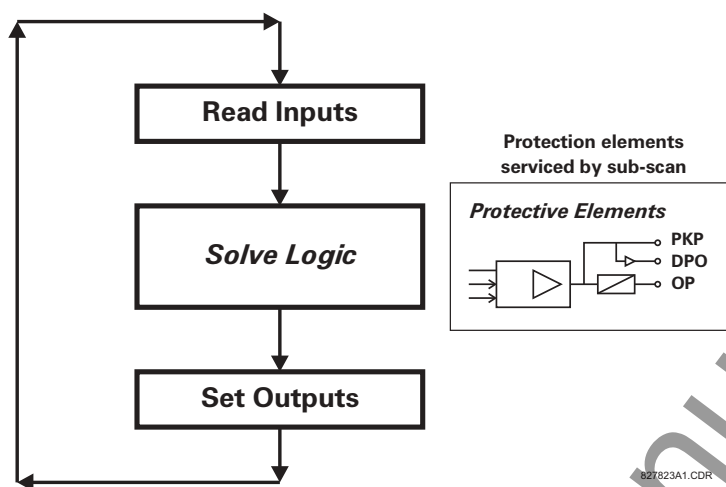 Read Inputs
Protection elements
serviced by sub-scan
Protective Elements
PKP
DPO
OP
Solve Logic
Set Outputs
827823A1.CDR